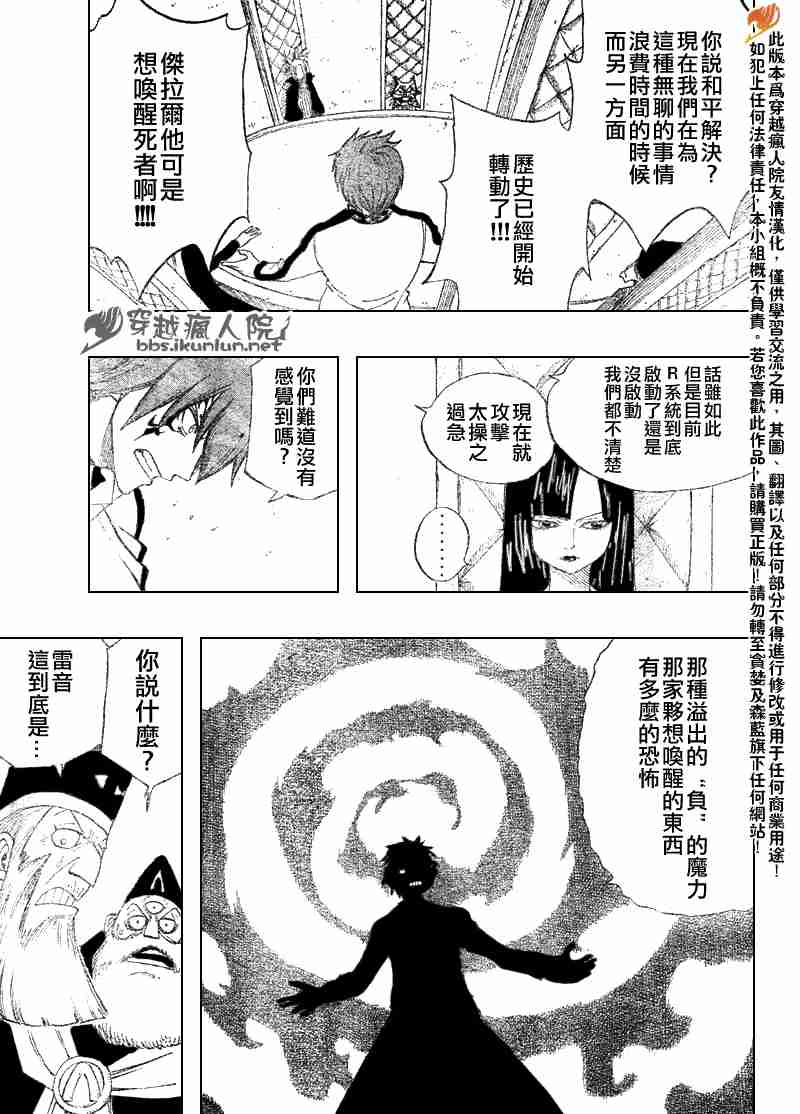 你說和平解決？
現在我們在為
這種無聊的事情
浪費時間的時候
而另一方面
歷史已經開始
轉動了!!!
傑拉爾他可是
想喚醒死者啊!!!!
話雖如此
但是目前
R系統到底
啟動了還是
沒啟動
我們都不清楚
現在就
攻擊
太操之
過急
……
你們難道沒有
感覺到嗎？
那種溢出的“負”的魔力
那家夥想喚醒的東西
有多麼的恐怖
你說什麼？
雷音
這到底是…
穿越瘋人院
bbs.ikunlun.net
此版本爲穿越瘋人院友情漢化，僅供學習交流之用，其圖、翻譯以及任何部分不得進行修改或用于任何商業用途！
如犯上任何法律責任，本小組概不負責。若您喜歡此作品，請購買正版！請勿轉至貪婪及森藍旗下任何網站！